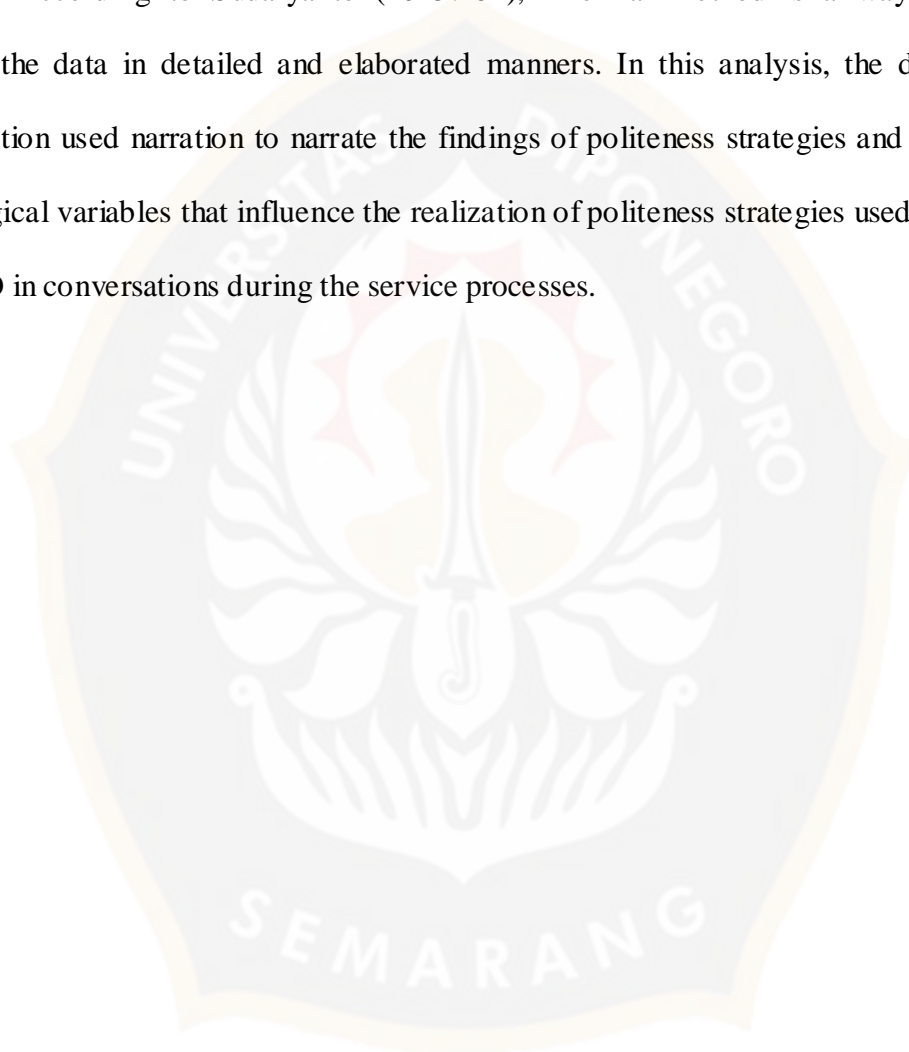 the data in detailed and elaborated manners. In this analysis, the
tion used narration to narrate the findings of politeness strategies and
gical variables that influence the realization of politeness strategies used
in conversations during the service processes.
UNIVERSITAS DIPONEGORO
SEMARANG